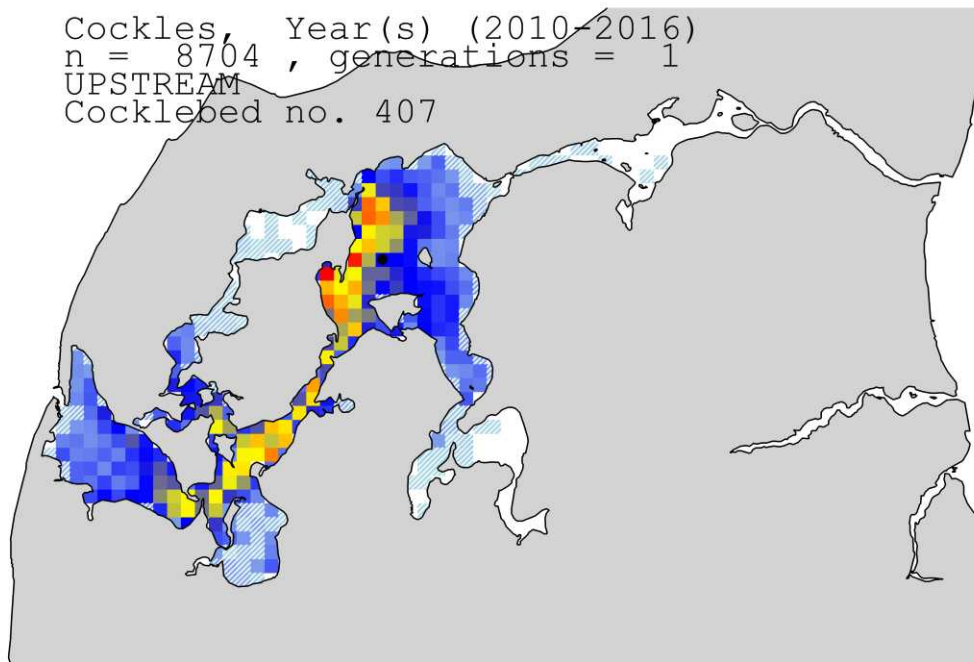 Cockles, Year(s) (2010-2016)
n = 8704 , generations = 1
UPSTREAM
Cocklebed no. 407